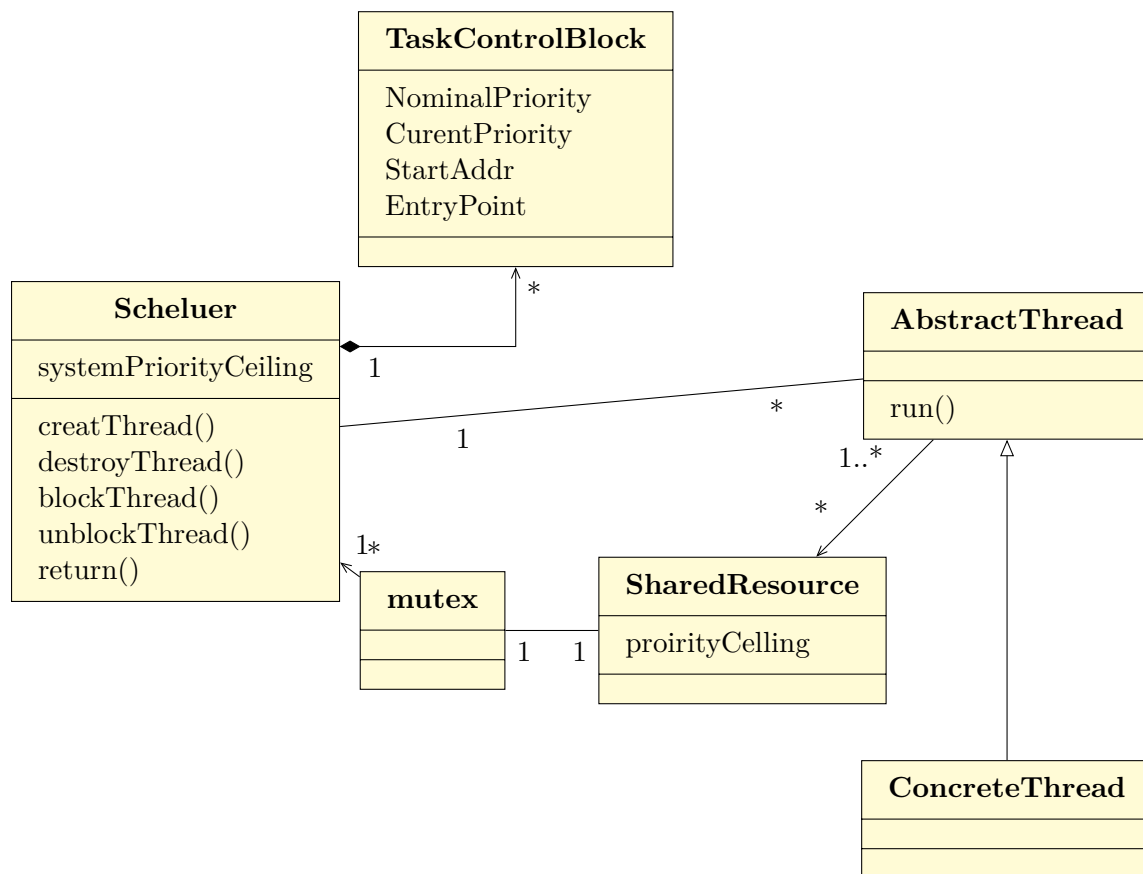 TaskControlBlock
NominalPriority
CurentPriority
StartAddr
EntryPoint
*
1
Scheluer
systemPriorityCeiling
creatThread()
destroyThread()
blockThread()
unblockThread()
return()
AbstractThread
run()
*
1
1..*
*
1*
mutex
1 1
SharedResource
proirityCelling
ConcreteThread